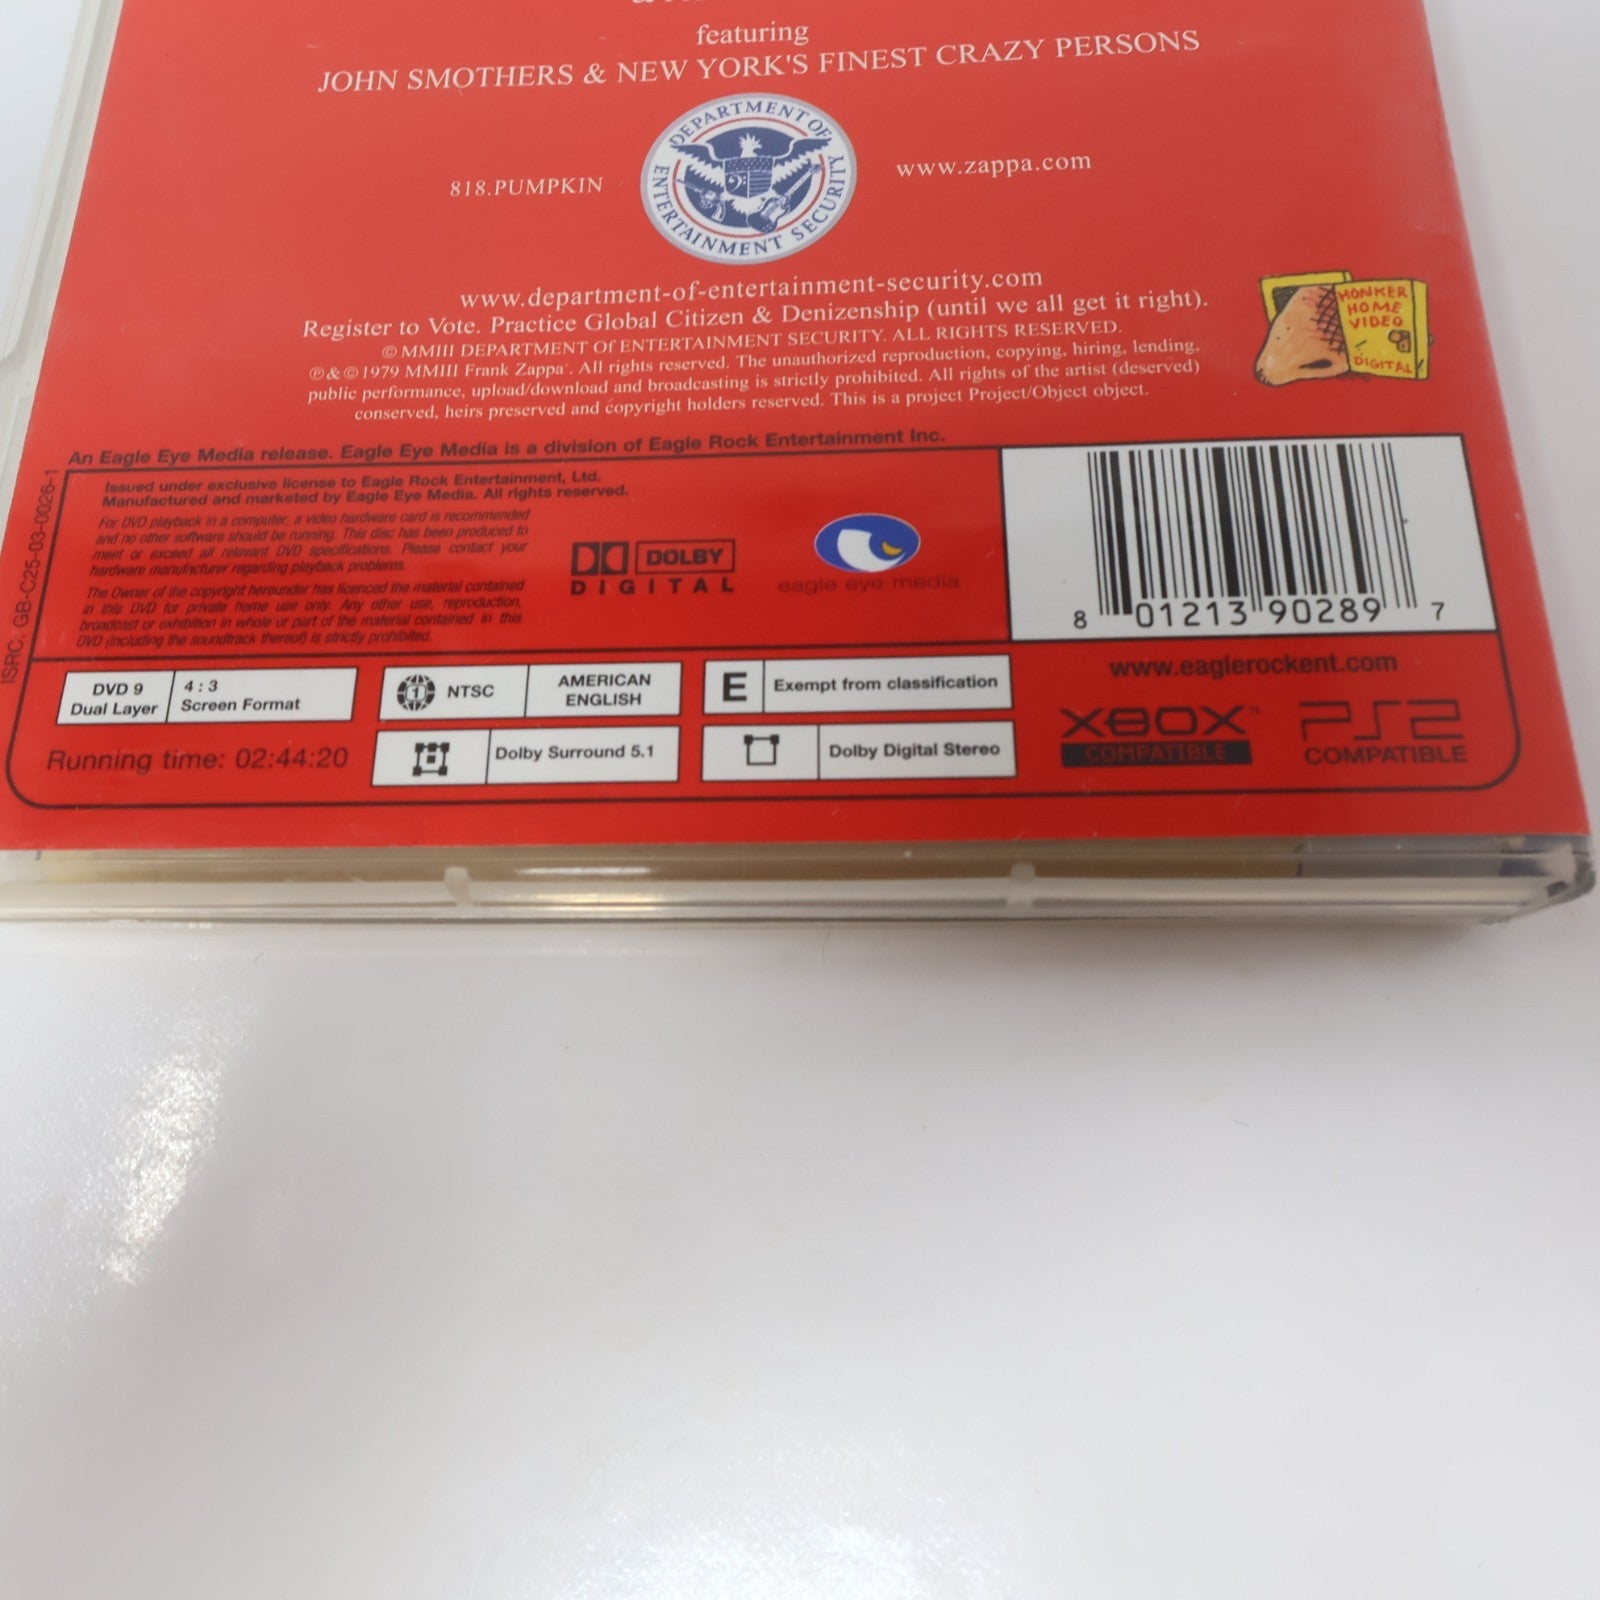 featuring
JOHN SMOTHERS & NEW YORK'S FINEST CRAZY PERSONS
818.PUMPKIN
DEPARTMENT OF
ENTERTAINMENT SECURITY
www.zappa.com
www.department-of-entertainment-security.com
Register to Vote. Practice Global Citizen & Denizenship (until we all get it right).
© MMIII DEPARTMENT Of ENTERTAINMENT SECURITY. ALL RIGHTS RESERVED.
℗ & © 1979 MMIII Frank Zappa. All rights reserved. The unauthorized reproduction, copying, hiring, lending,
public performance, upload/download and broadcasting is strictly prohibited. All rights of the artist (deserved)
conserved, heirs preserved and copyright holders reserved. This is a project Project/Object object.
HONKER
HOME
VIDEO
DIGITAL
An Eagle Eye Media release. Eagle Eye Media is a division of Eagle Rock Entertainment Inc.
Issued under exclusive license to Eagle Rock Entertainment, Ltd.
Manufactured and marketed by Eagle Eye Media. All rights reserved.
For DVD playback in a computer, a video hardware card is recommended
and no other software should be running. This disc has been produced to
meet or exceed all relevant DVD specifications. Please contact your
hardware manufacturer regarding playback problems.
The Owner of the copyright hereunder has licenced the material contained
in this DVD for private home use only. Any other use, reproduction,
broadcast or exhibition in whole or part of the material contained in this
DVD (including the soundtrack thereof) is strictly prohibited.
ISRC: GB-C25-03-0026-1
DOLBY
DIGITAL
eagle eye media
8 01213 90289 7
www.eaglerockent.com
DVD 9
Dual Layer
4 : 3
Screen Format
1
NTSC
AMERICAN
ENGLISH
E
Exempt from classification
Running time: 02:44:20
Dolby Surround 5.1
Dolby Digital Stereo
XBOX™
COMPATIBLE
PS2
COMPATIBLE